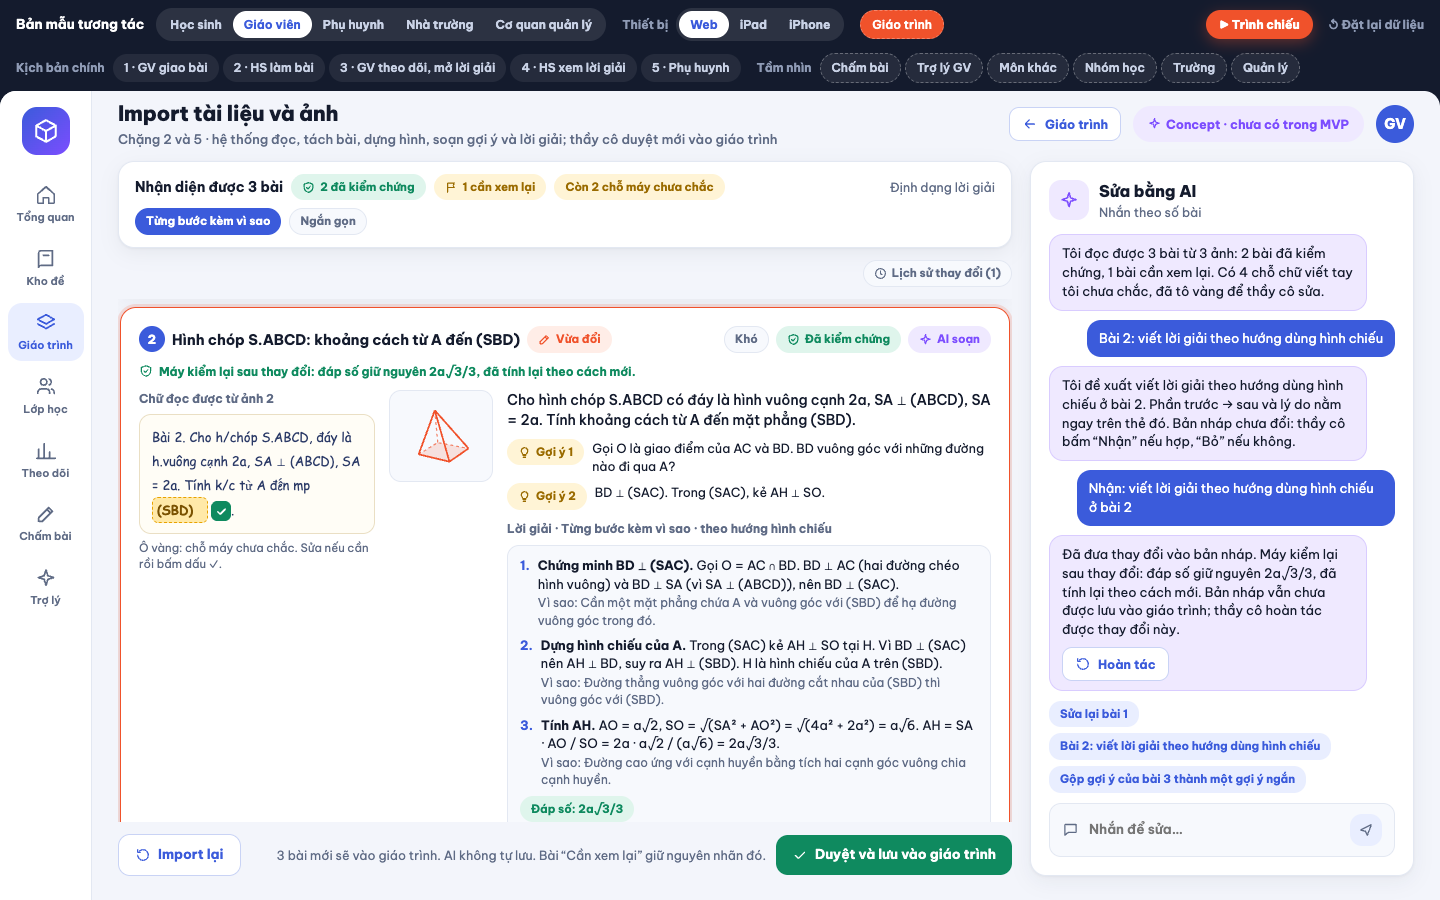 Bản mẫu tương tác Học sinh Giáo viên Phụ huynh Nhà trường Cơ quan quản lý Thiết bị Web iPad iPhone Giáo trình Trình chiếu Đặt lại dữ liệu
Kịch bản chính 1 · GV giao bài 2 · HS làm bài 3 · GV theo dõi, mở lời giải 4 · HS xem lời giải 5 · Phụ huynh Tầm nhìn Chấm bài Trợ lý GV Môn khác Nhóm học Trường Quản lý
Tổng quan
Kho đề
Giáo trình
Lớp học
Theo dõi
Chấm bài
Trợ lý
Import tài liệu và ảnh
Chặng 2 và 5 · hệ thống đọc, tách bài, dựng hình, soạn gợi ý và lời giải; thầy cô duyệt mới vào giáo trình
← Giáo trình
Concept · chưa có trong MVP
GV
Nhận diện được 3 bài 2 đã kiểm chứng 1 cần xem lại Còn 2 chỗ máy chưa chắc Định dạng lời giải
Từng bước kèm vì sao Ngắn gọn
Lịch sử thay đổi (1)
2 Hình chóp S.ABCD: khoảng cách từ A đến (SBD) Vừa đổi Khó Đã kiểm chứng AI soạn
Máy kiểm lại sau thay đổi: đáp số giữ nguyên 2a√3/3, đã tính lại theo cách mới.
Chữ đọc được từ ảnh 2
Bài 2. Cho h/chóp S.ABCD, đáy là
h.vuông cạnh 2a, SA ⊥ (ABCD), SA
= 2a. Tính k/c từ A đến mp
(SBD) ✓.
Ô vàng: chỗ máy chưa chắc. Sửa nếu cần
rồi bấm dấu ✓.
Cho hình chóp S.ABCD có đáy là hình vuông cạnh 2a, SA ⊥ (ABCD), SA
= 2a. Tính khoảng cách từ A đến mặt phẳng (SBD).
Gợi ý 1 Gọi O là giao điểm của AC và BD. BD vuông góc với những đường
nào đi qua A?
Gợi ý 2 BD ⊥ (SAC). Trong (SAC), kẻ AH ⊥ SO.
Lời giải · Từng bước kèm vì sao · theo hướng hình chiếu
1. Chứng minh BD ⊥ (SAC). Gọi O = AC ∩ BD. BD ⊥ AC (hai đường chéo
hình vuông) và BD ⊥ SA (vì SA ⊥ (ABCD)), nên BD ⊥ (SAC).
Vì sao: Cần một mặt phẳng chứa A và vuông góc với (SBD) để hạ đường
vuông góc trong đó.
2. Dựng hình chiếu của A. Trong (SAC) kẻ AH ⊥ SO tại H. Vì BD ⊥ (SAC)
nên AH ⊥ BD, suy ra AH ⊥ (SBD). H là hình chiếu của A trên (SBD).
Vì sao: Đường thẳng vuông góc với hai đường cắt nhau của (SBD) thì
vuông góc với (SBD).
3. Tính AH. AO = a√2, SO = √(SA² + AO²) = √(4a² + 2a²) = a√6. AH = SA
· AO / SO = 2a · a√2 / (a√6) = 2a√3/3.
Vì sao: Đường cao ứng với cạnh huyền bằng tích hai cạnh góc vuông chia
cạnh huyền.
Đáp số: 2a√3/3
Import lại
3 bài mới sẽ vào giáo trình. AI không tự lưu. Bài “Cần xem lại” giữ nguyên nhãn đó.
Duyệt và lưu vào giáo trình
Sửa bằng AI
Nhắn theo số bài
Tôi đọc được 3 bài từ 3 ảnh: 2 bài đã kiểm
chứng, 1 bài cần xem lại. Có 4 chỗ chữ viết tay
tôi chưa chắc, đã tô vàng để thầy cô sửa.
Bài 2: viết lời giải theo hướng dùng hình chiếu
Tôi đề xuất viết lời giải theo hướng dùng hình
chiếu ở bài 2. Phần trước → sau và lý do nằm
ngay trên thẻ đó. Bản nháp chưa đổi: thầy cô
bấm “Nhận” nếu hợp, “Bỏ” nếu không.
Nhận: viết lời giải theo hướng dùng hình chiếu
ở bài 2
Đã đưa thay đổi vào bản nháp. Máy kiểm lại
sau thay đổi: đáp số giữ nguyên 2a√3/3, đã
tính lại theo cách mới. Bản nháp vẫn chưa
được lưu vào giáo trình; thầy cô hoàn tác
được thay đổi này.
Hoàn tác
Sửa lại bài 1
Bài 2: viết lời giải theo hướng dùng hình chiếu
Gộp gợi ý của bài 3 thành một gợi ý ngắn
Nhắn để sửa...